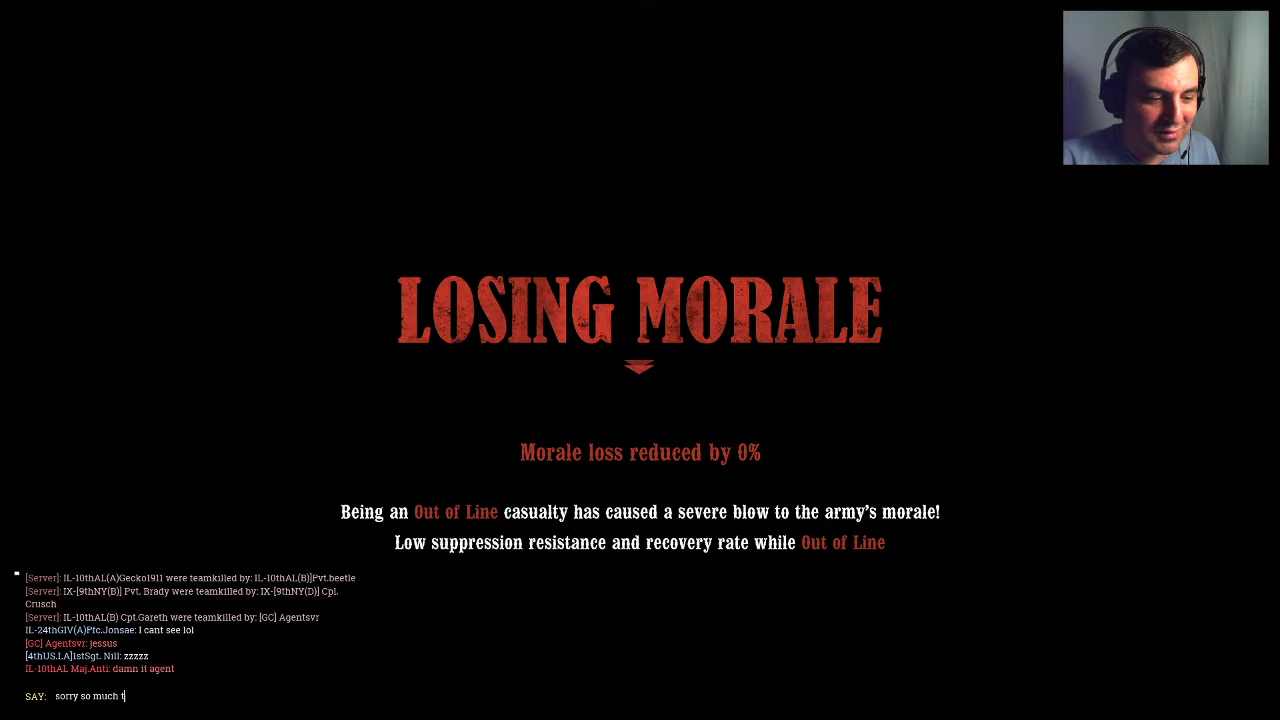 LOSING MORALE
Morale loss reduced by 0%
Being an Out of Line casualty has caused a severe blow to the army's morale!
Low suppression resistance and recovery rate while Out of Line
[Server]: IL-10thAL(A)Gecko1911 were teamkilled by: IL-10thAL(B)]Pvt.beetle
[Server]: IX-[9thNY(B)] Pvt. Brady were teamkilled by: IX-[9thNY(D)] Cpl.
Crusch
[Server]: IL-10thAL(B) Cpt.Gareth were teamkilled by: [GC] Agentsvr
IL-24thGIV(A)Pfc.Jonsae: I cant see lol
[GC] Agentsvr: jessus
[4thUS.LA]1stSgt. Nill: zzzzz
IL-10thAL Maj.Anti: damn it agent
SAY: sorry so much t